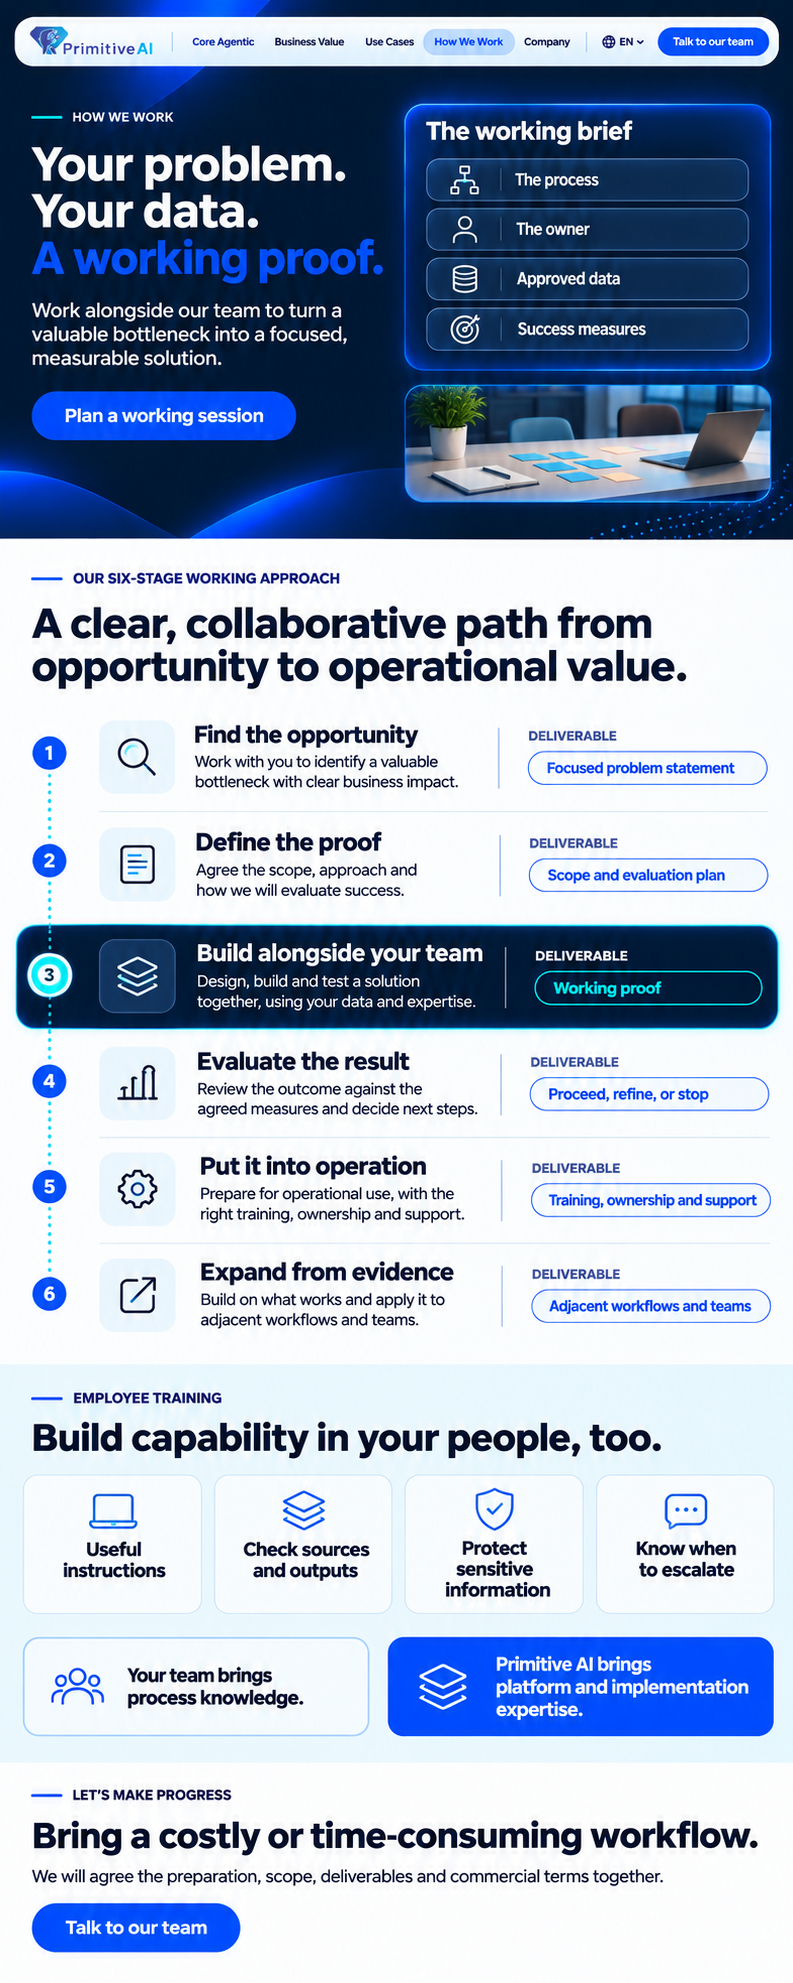 PrimitiveAI
Core Agentic
Business Value
Use Cases
How We Work
Company
EN
Talk to our team
HOW WE WORK
Your problem.
Your data.
A working proof.
Work alongside our team to turn a
valuable bottleneck into a focused,
measurable solution.
Plan a working session
The working brief
The process
The owner
Approved data
Success measures
OUR SIX-STAGE WORKING APPROACH
A clear, collaborative path from
opportunity to operational value.
1
Find the opportunity
Work with you to identify a valuable
bottleneck with clear business impact.
DELIVERABLE
Focused problem statement
2
Define the proof
Agree the scope, approach and
how we will evaluate success.
DELIVERABLE
Scope and evaluation plan
3
Build alongside your team
Design, build and test a solution
together, using your data and expertise.
DELIVERABLE
Working proof
4
Evaluate the result
Review the outcome against the
agreed measures and decide next steps.
DELIVERABLE
Proceed, refine, or stop
5
Put it into operation
Prepare for operational use, with the
right training, ownership and support.
DELIVERABLE
Training, ownership and support
6
Expand from evidence
Build on what works and apply it to
adjacent workflows and teams.
DELIVERABLE
Adjacent workflows and teams
EMPLOYEE TRAINING
Build capability in your people, too.
Useful
instructions
Check sources
and outputs
Protect
sensitive
information
Know when
to escalate
Your team brings
process knowledge.
Primitive AI brings
platform and implementation
expertise.
LET'S MAKE PROGRESS
Bring a costly or time-consuming workflow.
We will agree the preparation, scope, deliverables and commercial terms together.
Talk to our team